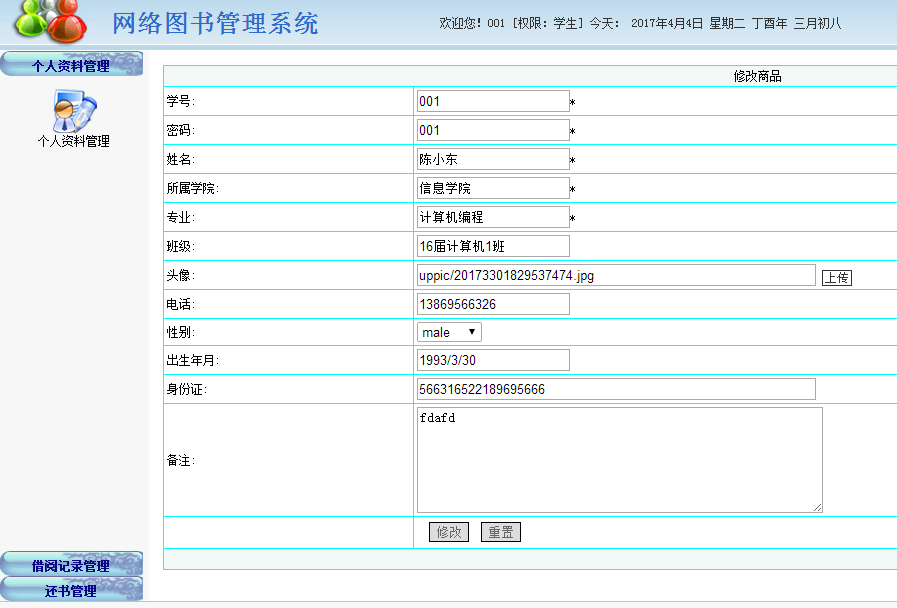 网络图书管理系统
欢迎您！001 [权限：学生] 今天： 2017年4月4日 星期二 丁酉年 三月初八
个人资料管理
个人资料管理
借阅记录管理
还书管理
修改商品
学号： 001 *
密码： 001 *
姓名： 陈小东 *
所属学院： 信息学院 *
专业： 计算机编程 *
班级： 16届计算机1班
头像： uppic/20173301829537474.jpg 上传
电话： 13869566326
性别： male
出生年月： 1993/3/30
身份证： 566316522189695666
备注： fdafd
修改 重置